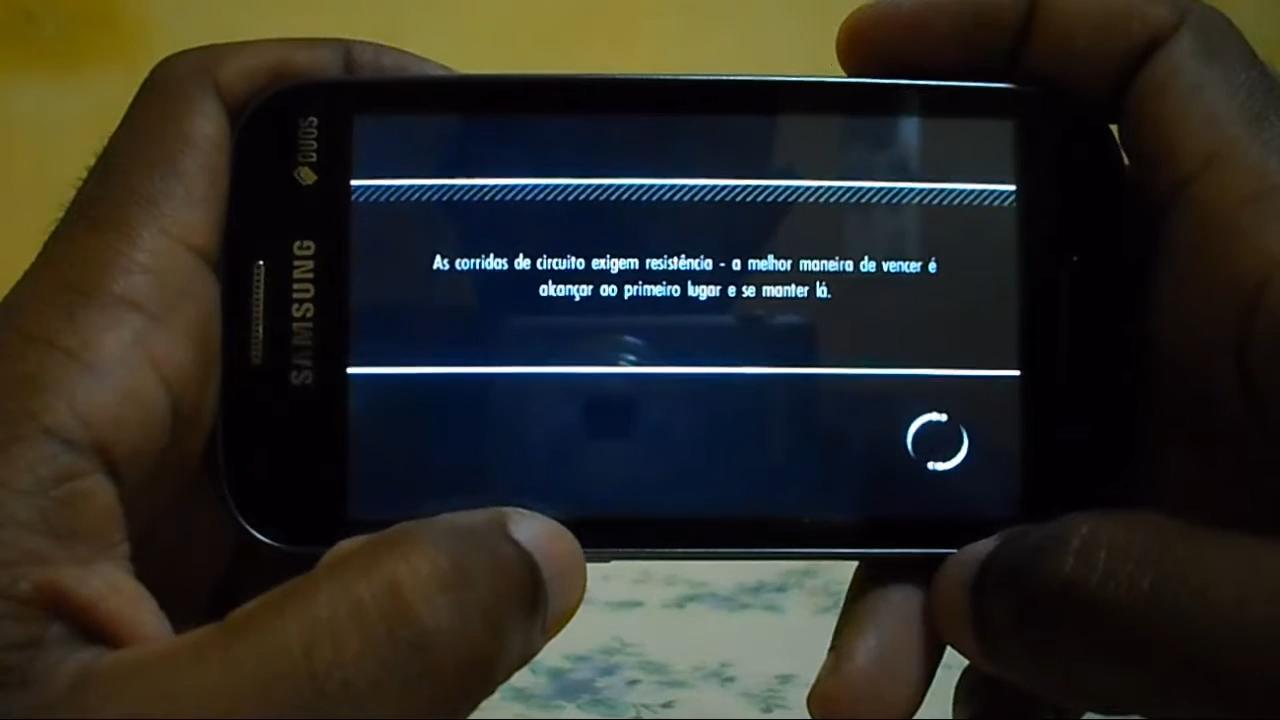 DUOS
SAMSUNG
As corridas de circuito exigem resistência - a melhor maneira de vencer é
alcançar ao primeiro lugar e se manter lá.